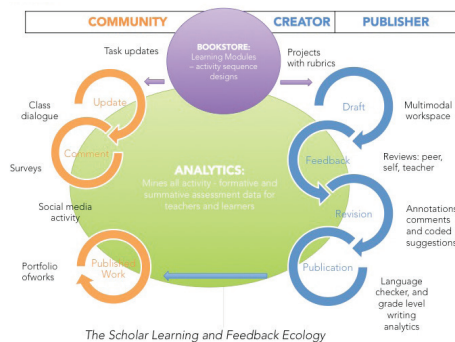 COMMUNITY
CREATOR
PUBLISHER
BOOKSTORE:
Learning Modules
– activity sequence
designs
Task updates
Projects
with rubrics
Update
Draft
Class
dialogue
Multimodal
workspace
Comment
Feedback
Surveys
ANALYTICS:
Mines all activity - formative and
summative assessment data for
teachers and learners
Reviews: peer,
self, teacher
Social media
activity
Revision
Annotations,
comments
and coded
suggestions
Portfolio
ofworks
Published
Work
Publication
Language
checker, and
grade level
writing
analytics
The Scholar Learning and Feedback Ecology